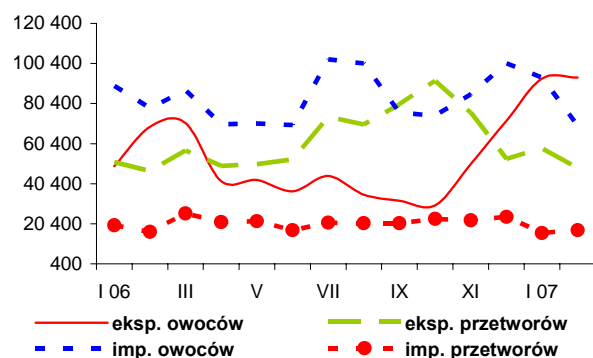 120 400
100 400
80 400
60 400
40 400
20 400
400
I 06 III V VII IX XI I 07
eksp. owoców eksp. przetworów
imp. owoców imp. przetworów